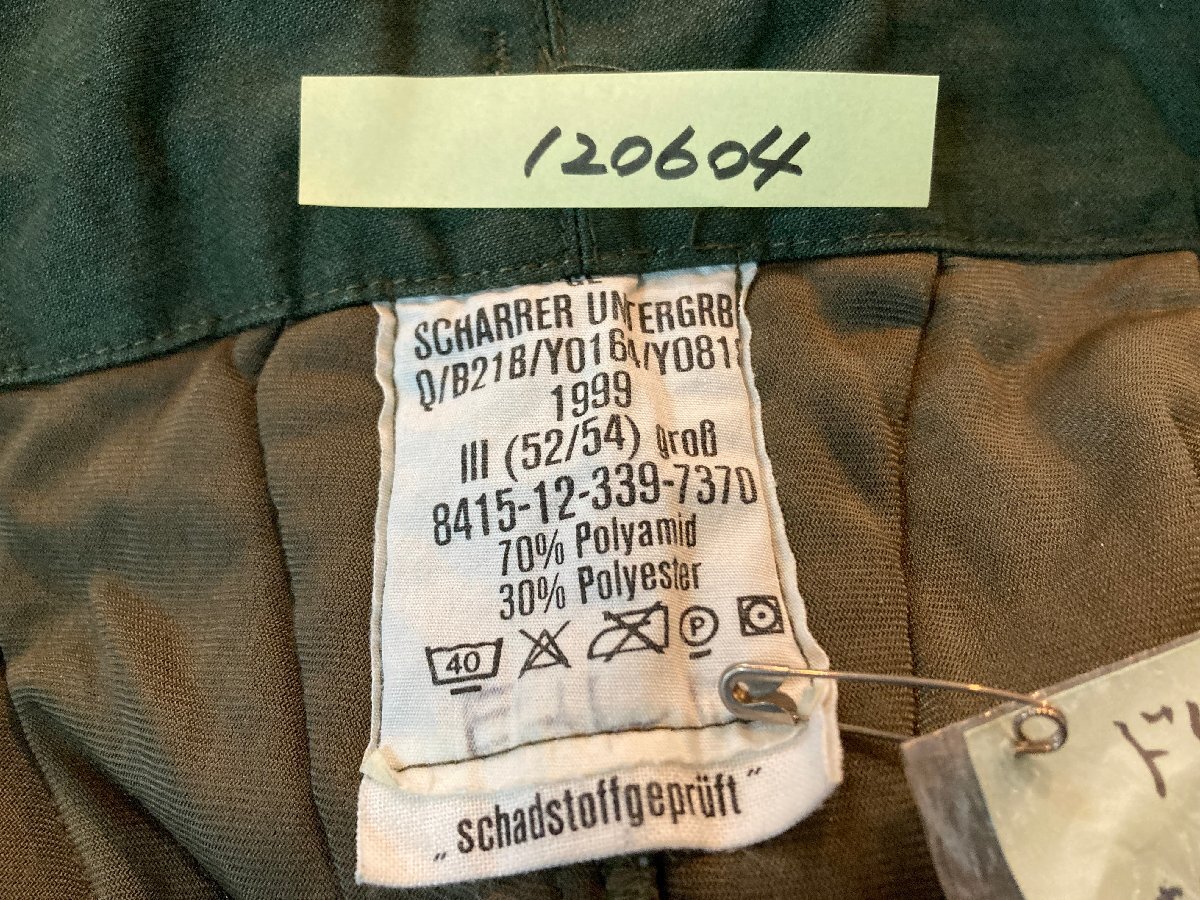 120604
SCHARRER UNTERGRB
Q/B21B/Y016A/Y081
1999
III (52/54) groß
8415-12-339-7370
70% Polyamid
30% Polyester
40 P
„schadstoffgeprüft"